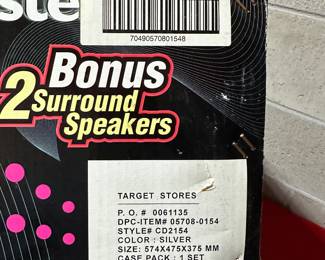 ste
70490570801548
Bonus
2 Surround
Speakers
TARGET STORES
P. O. # 0061135
DPC-ITEM# 05708-0154
STYLE# CD2154
COLOR : SILVER
SIZE: 574X475X375 MM
CASE PACK : 1 SET